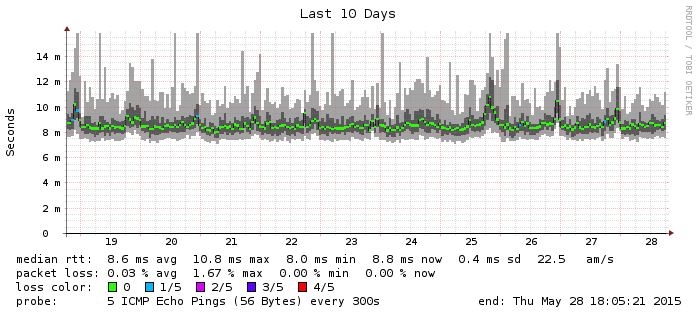 Last 10 Days
RRDTOOL / TOBI OETIKER
Seconds
14 m
12 m
10 m
8 m
6 m
4 m
2 m
0
19 20 21 22 23 24 25 26 27 28
median rtt: 8.6 ms avg 10.8 ms max 8.0 ms min 8.8 ms now 0.4 ms sd 22.5 am/s
packet loss: 0.03 % avg 1.67 % max 0.00 % min 0.00 % now
loss color: 0 1/5 2/5 3/5 4/5
probe: 5 ICMP Echo Pings (56 Bytes) every 300s end: Thu May 28 18:05:21 2015